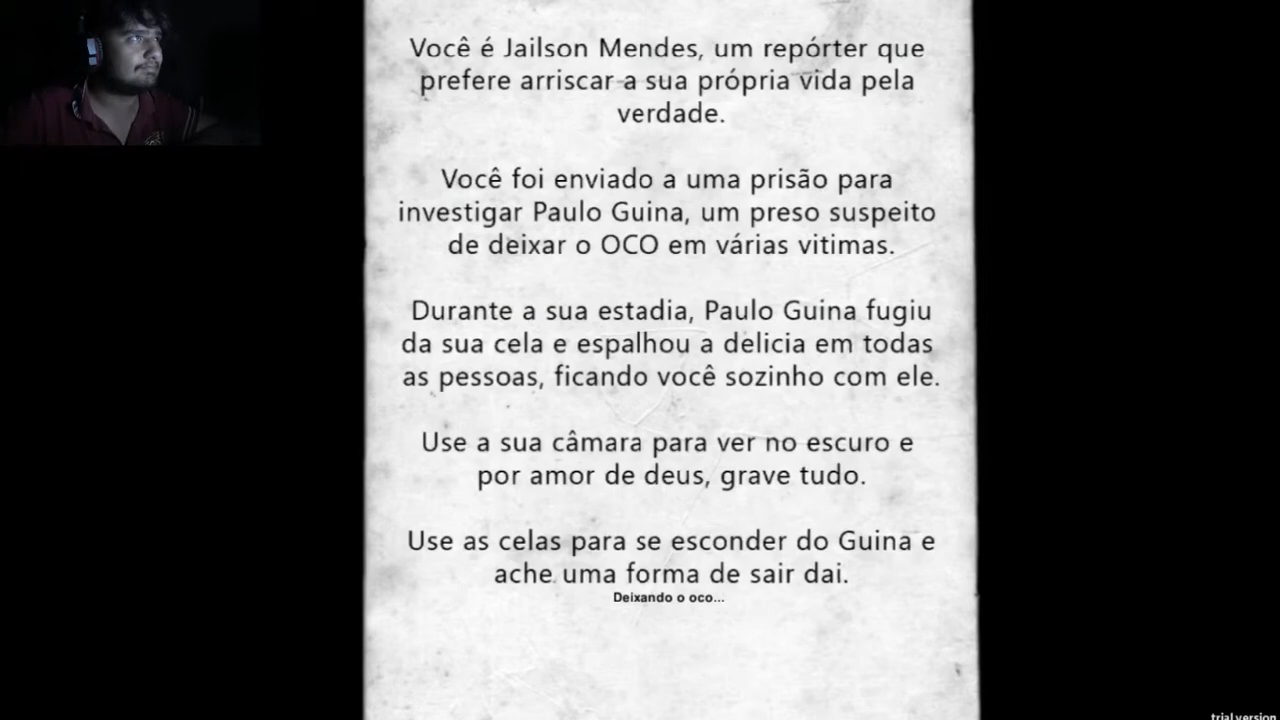 Você é Jailson Mendes, um repórter que
prefere arriscar a sua própria vida pela
verdade.
Você foi enviado a uma prisão para
investigar Paulo Guina, um preso suspeito
de deixar o OCO em várias vitimas.
Durante a sua estadia, Paulo Guina fugiu
da sua cela e espalhou a delicia em todas
as pessoas, ficando você sozinho com ele.
Use a sua câmara para ver no escuro e
por amor de deus, grave tudo.
Use as celas para se esconder do Guina e
ache uma forma de sair dai.
Deixando o oco...
trial version